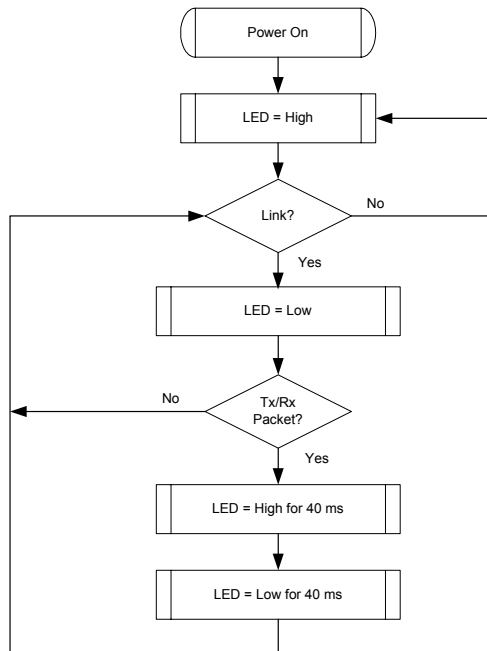 Power On
LED = High
Link?
No
Yes
LED = Low
Tx/Rx
Packet?
No
Yes
LED = High for 40 ms
LED = Low for 40 ms